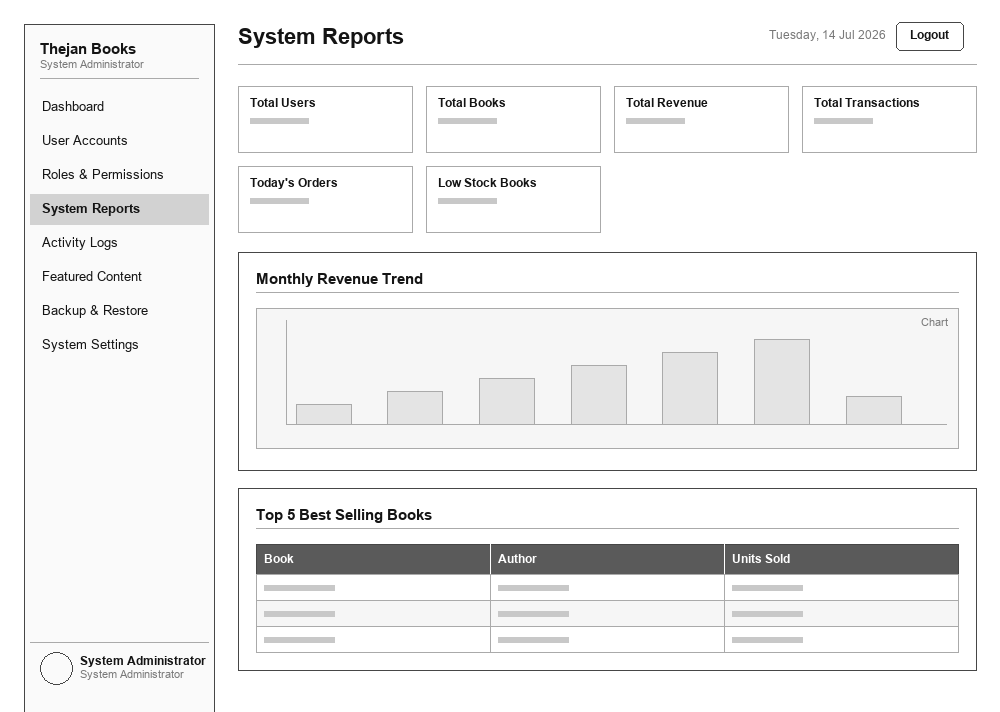 Thejan Books
System Administrator
Dashboard
User Accounts
Roles & Permissions
System Reports
Activity Logs
Featured Content
Backup & Restore
System Settings
System Administrator
System Administrator
System Reports
Tuesday, 14 Jul 2026
Logout
Total Users
Total Books
Total Revenue
Total Transactions
Today's Orders
Low Stock Books
Monthly Revenue Trend
Chart
Top 5 Best Selling Books
Book Author Units Sold